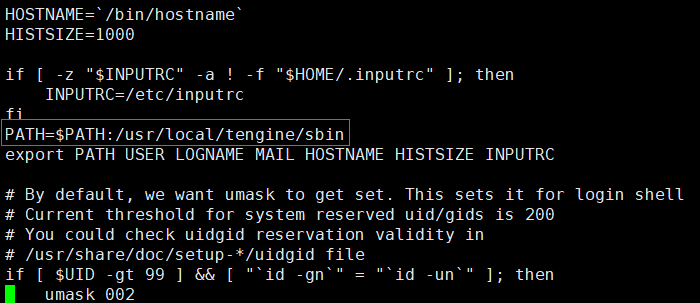 HOSTNAME=`/bin/hostname`
HISTSIZE=1000
if [ -z "$INPUTRC" -a ! -f "$HOME/.inputrc" ]; then
    INPUTRC=/etc/inputrc
fi
PATH=$PATH:/usr/local/tengine/sbin
export PATH USER LOGNAME MAIL HOSTNAME HISTSIZE INPUTRC
# By default, we want umask to get set. This sets it for login shell
# Current threshold for system reserved uid/gids is 200
# You could check uidgid reservation validity in
# /usr/share/doc/setup-*/uidgid file
if [ $UID -gt 99 ] && [ "`id -gn`" = "`id -un`" ]; then
    umask 002